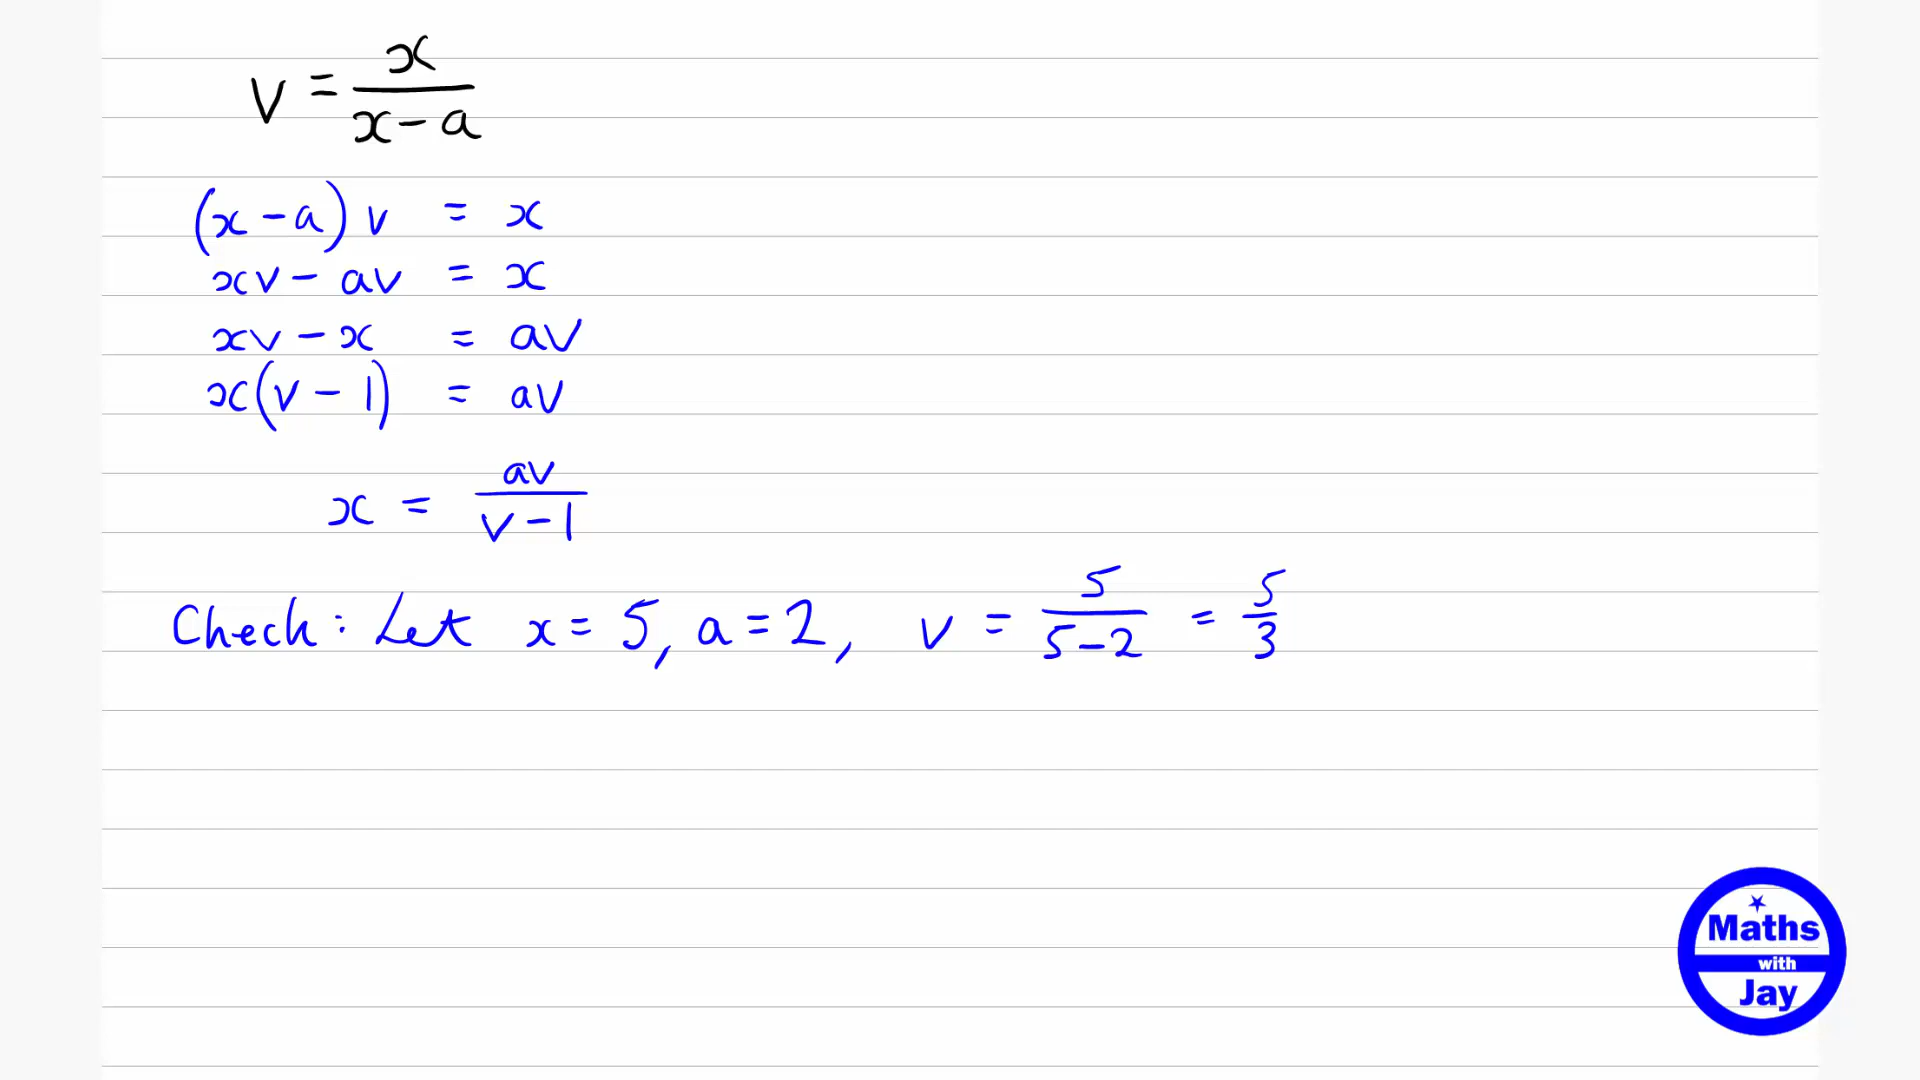 v = x/(x-a)
(x-a) v = x
xv - av = x
xv - x = av
x(v - 1) = av
x = av/(v-1)
Check: Let x = 5, a = 2, v = 5/(5-2) = 5/3
Maths
with
Jay